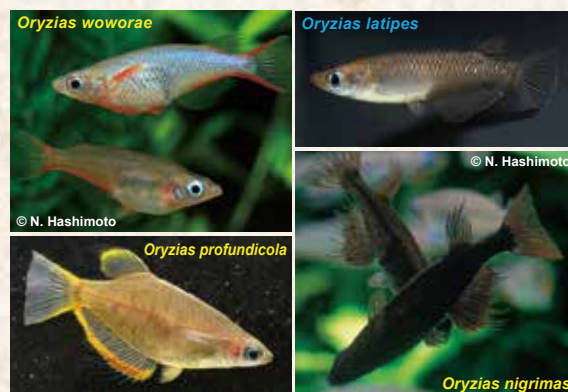 Oryzias woworae
© N. Hashimoto
Oryzias latipes
© N. Hashimoto
Oryzias profundicola
Oryzias nigrimas